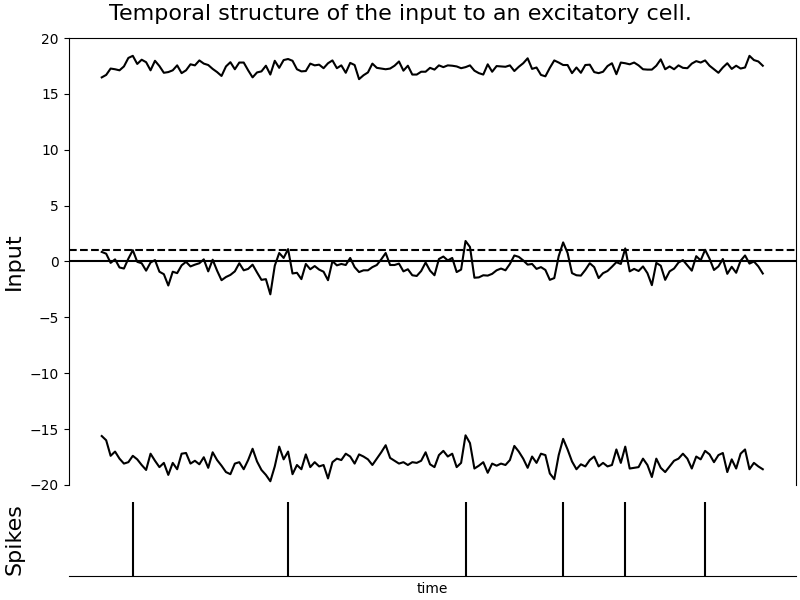 Temporal structure of the input to an excitatory cell.
20
15
10
5
0
−5
−10
−15
−20
Input
Spikes
time